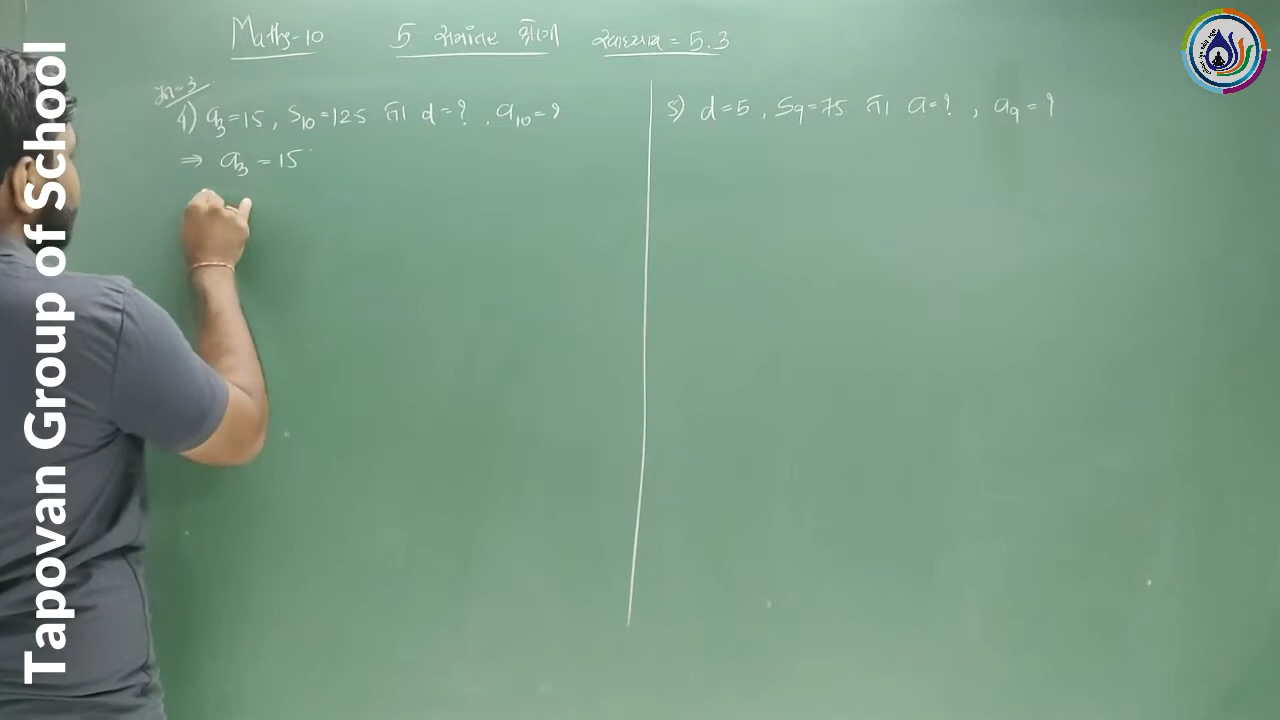 Maths-10 5 સમાંતર શ્રેણી સ્વાધ્યાય = 5.3
4) a₃=15, S₁₀=125 તો d=?, a₁₀=?
⇒ a₃ = 15
5) d=5, S₉=75 તો a=?, a₉=?
Tapovan Group of School